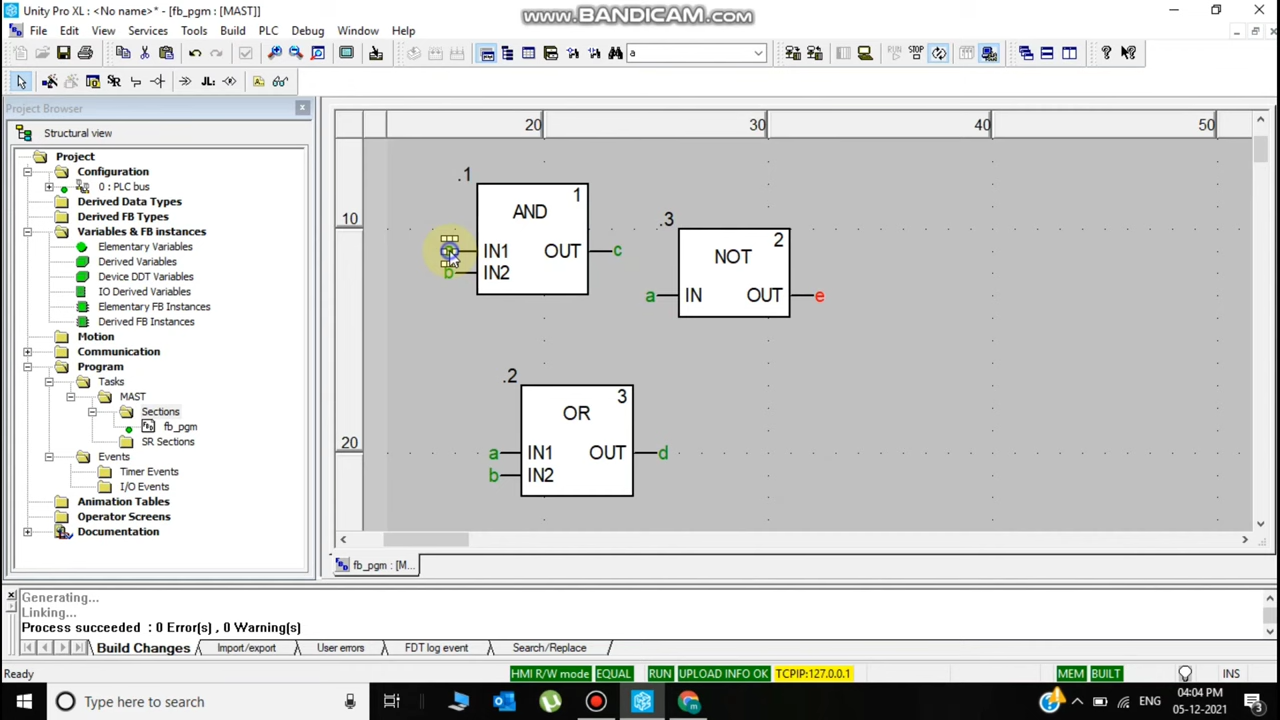 Unity Pro XL : <No name>* - [fb_pgm : [MAST]]
www.BANDICAM.com
File Edit View Services Tools Build PLC Debug Window Help
a
Project Browser
Structural view
Project
Configuration
0 : PLC bus
Derived Data Types
Derived FB Types
Variables & FB instances
Elementary Variables
Derived Variables
Device DDT Variables
IO Derived Variables
Elementary FB Instances
Derived FB Instances
Motion
Communication
Program
Tasks
MAST
Sections
fb_pgm
SR Sections
Events
Timer Events
I/O Events
Animation Tables
Operator Screens
Documentation
20 30 40 50
10
20
.1
1
AND
IN1 OUT c
b IN2
.3
2
NOT
a IN OUT e
.2
3
OR
a IN1 OUT d
b IN2
fb_pgm : [M...
Generating...
Linking...
Process succeeded : 0 Error(s) , 0 Warning(s)
Build Changes Import/export User errors FDT log event Search/Replace
Ready HMI R/W mode EQUAL RUN UPLOAD INFO OK TCPIP:127.0.0.1 MEM BUILT INS
Type here to search
ENG
04:04 PM
05-12-2021
3